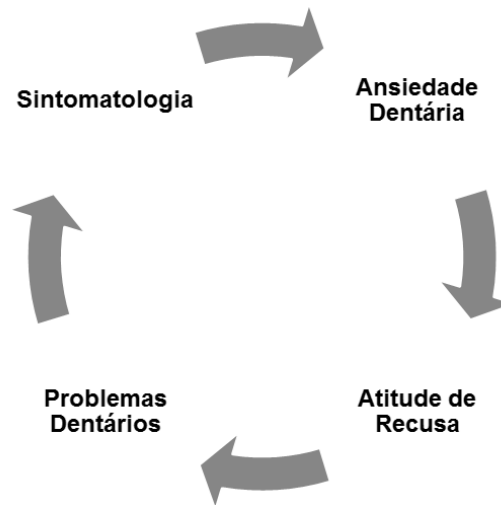 Sintomatologia
Ansiedade
Dentária
Atitude de
Recusa
Problemas
Dentários